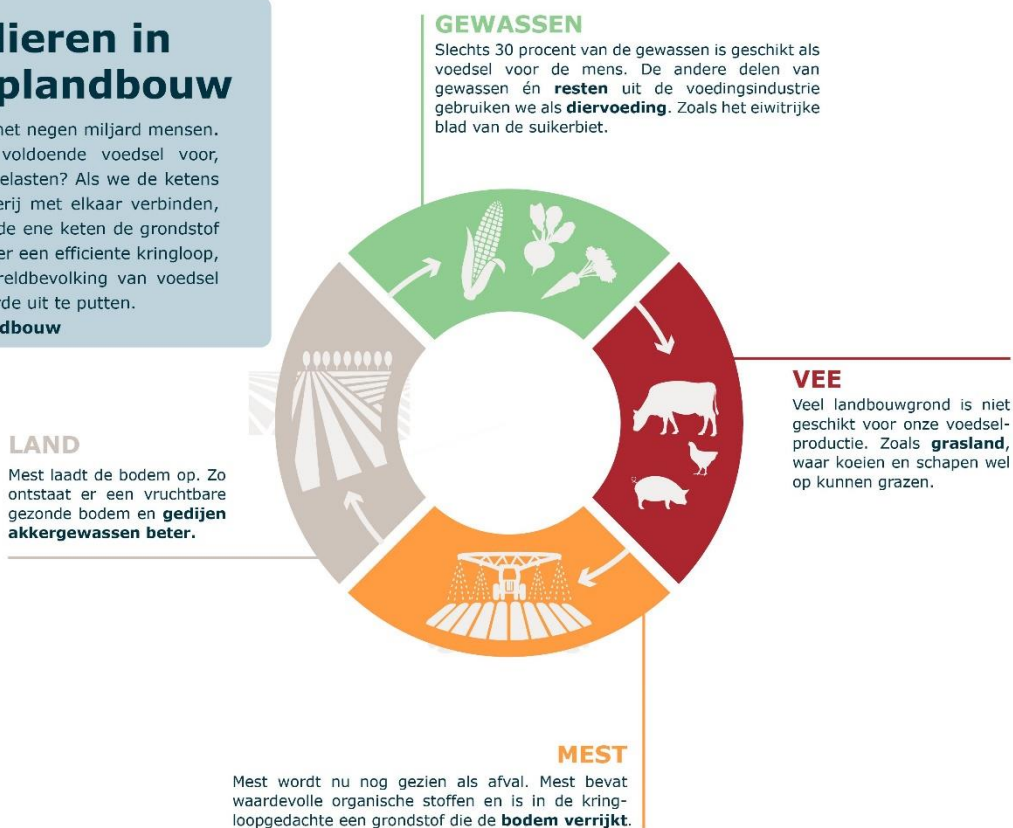 lieren in
plandbouw
net negen miljard mensen.
voldoende voedsel voor,
elasten? Als we de ketens
erij met elkaar verbinden,
de ene keten de grondstof
er een efficiente kringloop,
reldbevolking van voedsel
rde uit te putten.
dbouw
GEWASSEN
Slechts 30 procent van de gewassen is geschikt als
voedsel voor de mens. De andere delen van
gewassen én resten uit de voedingsindustrie
gebruiken we als diervoeding. Zoals het eiwitrijke
blad van de suikerbiet.
VEE
Veel landbouwgrond is niet
geschikt voor onze voedsel-
productie. Zoals grasland,
waar koeien en schapen wel
op kunnen grazen.
LAND
Mest laadt de bodem op. Zo
ontstaat er een vruchtbare
gezonde bodem en gedijen
akkergewassen beter.
MEST
Mest wordt nu nog gezien als afval. Mest bevat
waardevolle organische stoffen en is in de kring-
loopgedachte een grondstof die de bodem verrijkt.